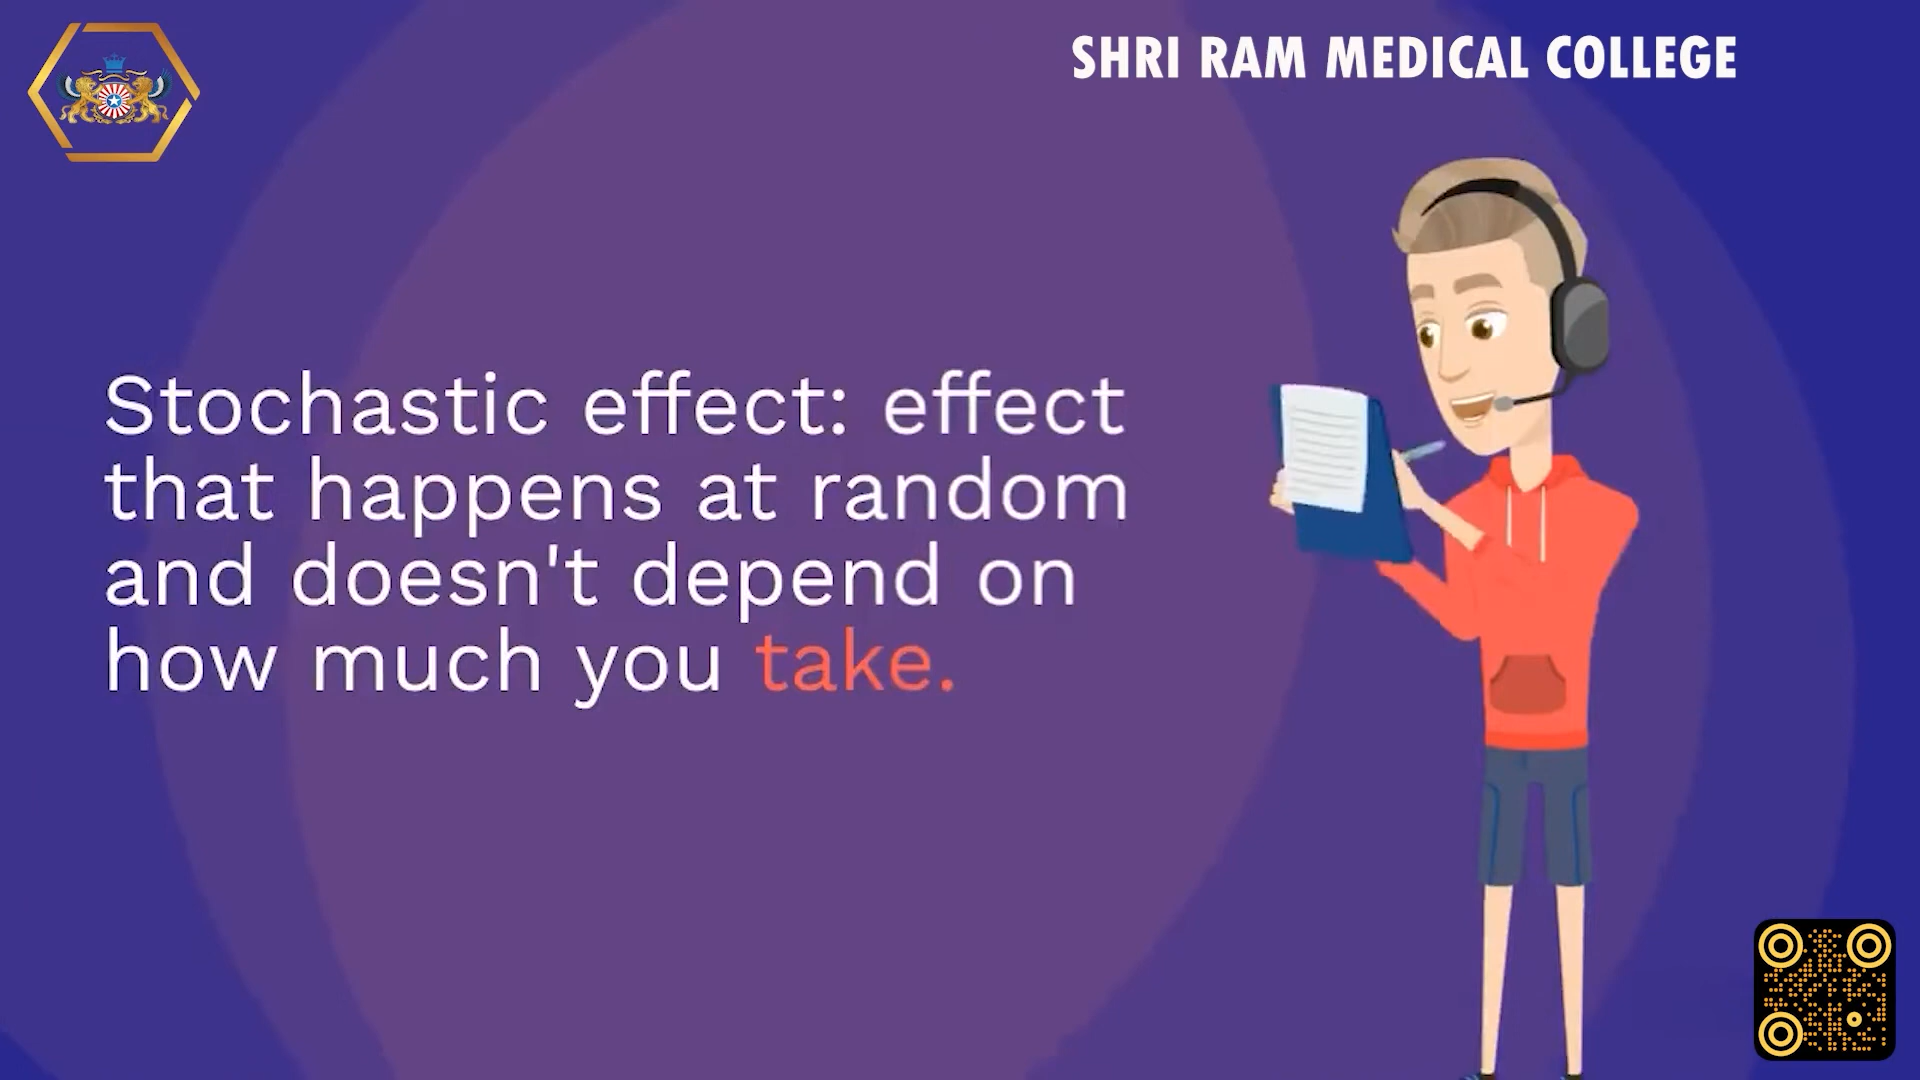 SHRI RAM MEDICAL COLLEGE
Stochastic effect: effect
that happens at random
and doesn't depend on
how much you take.